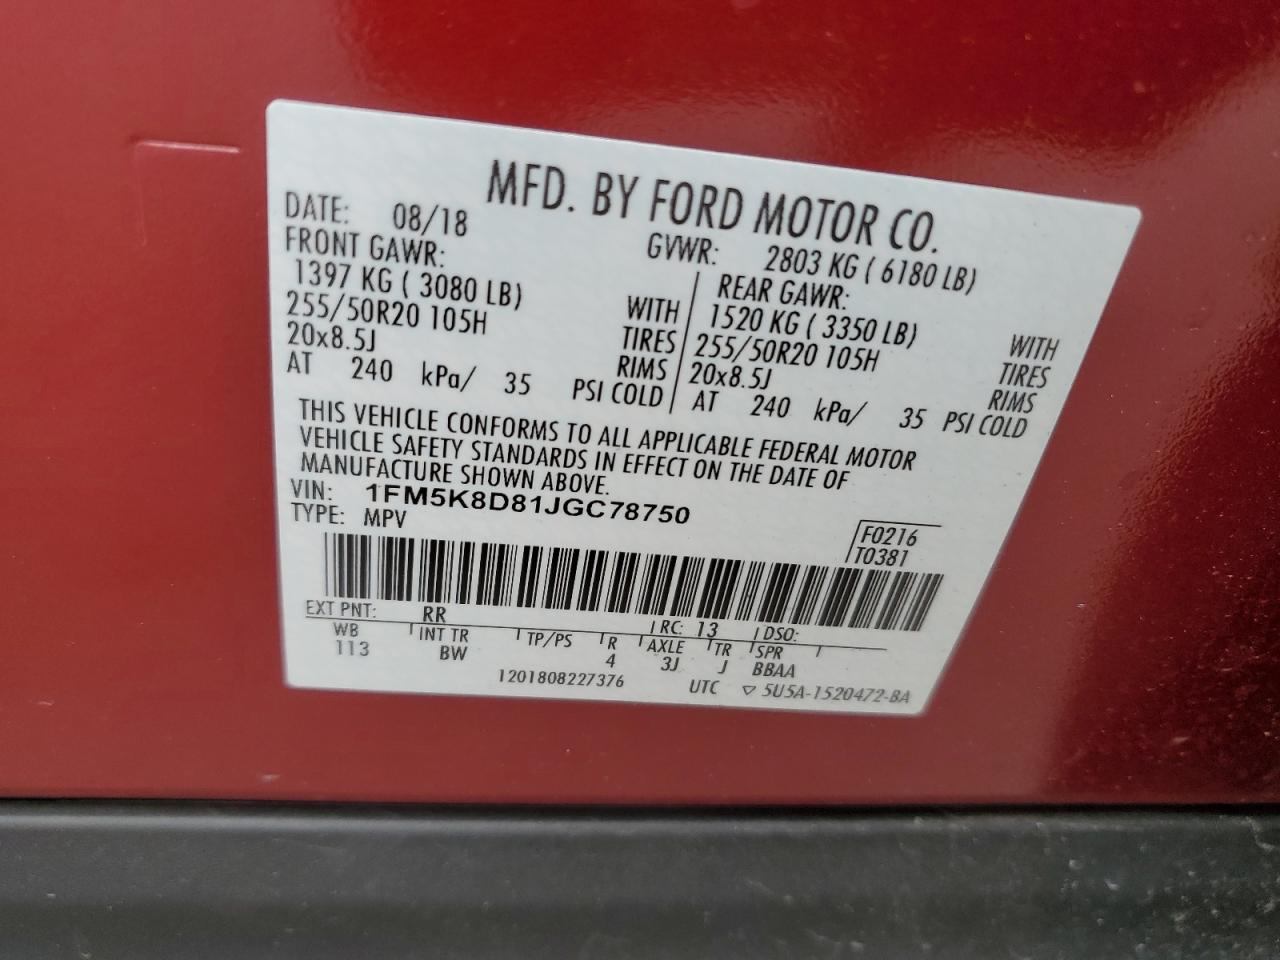 MFD. BY FORD MOTOR CO.
DATE: 08/18 GVWR: 2803 KG ( 6180 LB)
FRONT GAWR: REAR GAWR:
1397 KG ( 3080 LB) WITH 1520 KG ( 3350 LB) WITH
255/50R20 105H TIRES 255/50R20 105H TIRES
20x8.5J RIMS 20x8.5J RIMS
AT 240 kPa/ 35 PSI COLD AT 240 kPa/ 35 PSI COLD
THIS VEHICLE CONFORMS TO ALL APPLICABLE FEDERAL MOTOR
VEHICLE SAFETY STANDARDS IN EFFECT ON THE DATE OF
MANUFACTURE SHOWN ABOVE.
VIN: 1FM5K8D81JGC78750
TYPE: MPV
F0216
T0381
EXT PNT: RR RC: 13 DSO:
WB INT TR TP/PS R AXLE TR SPR
113 BW 4 3J J BBAA
1201808227376 UTC ▽ 5U5A-1520472-BA